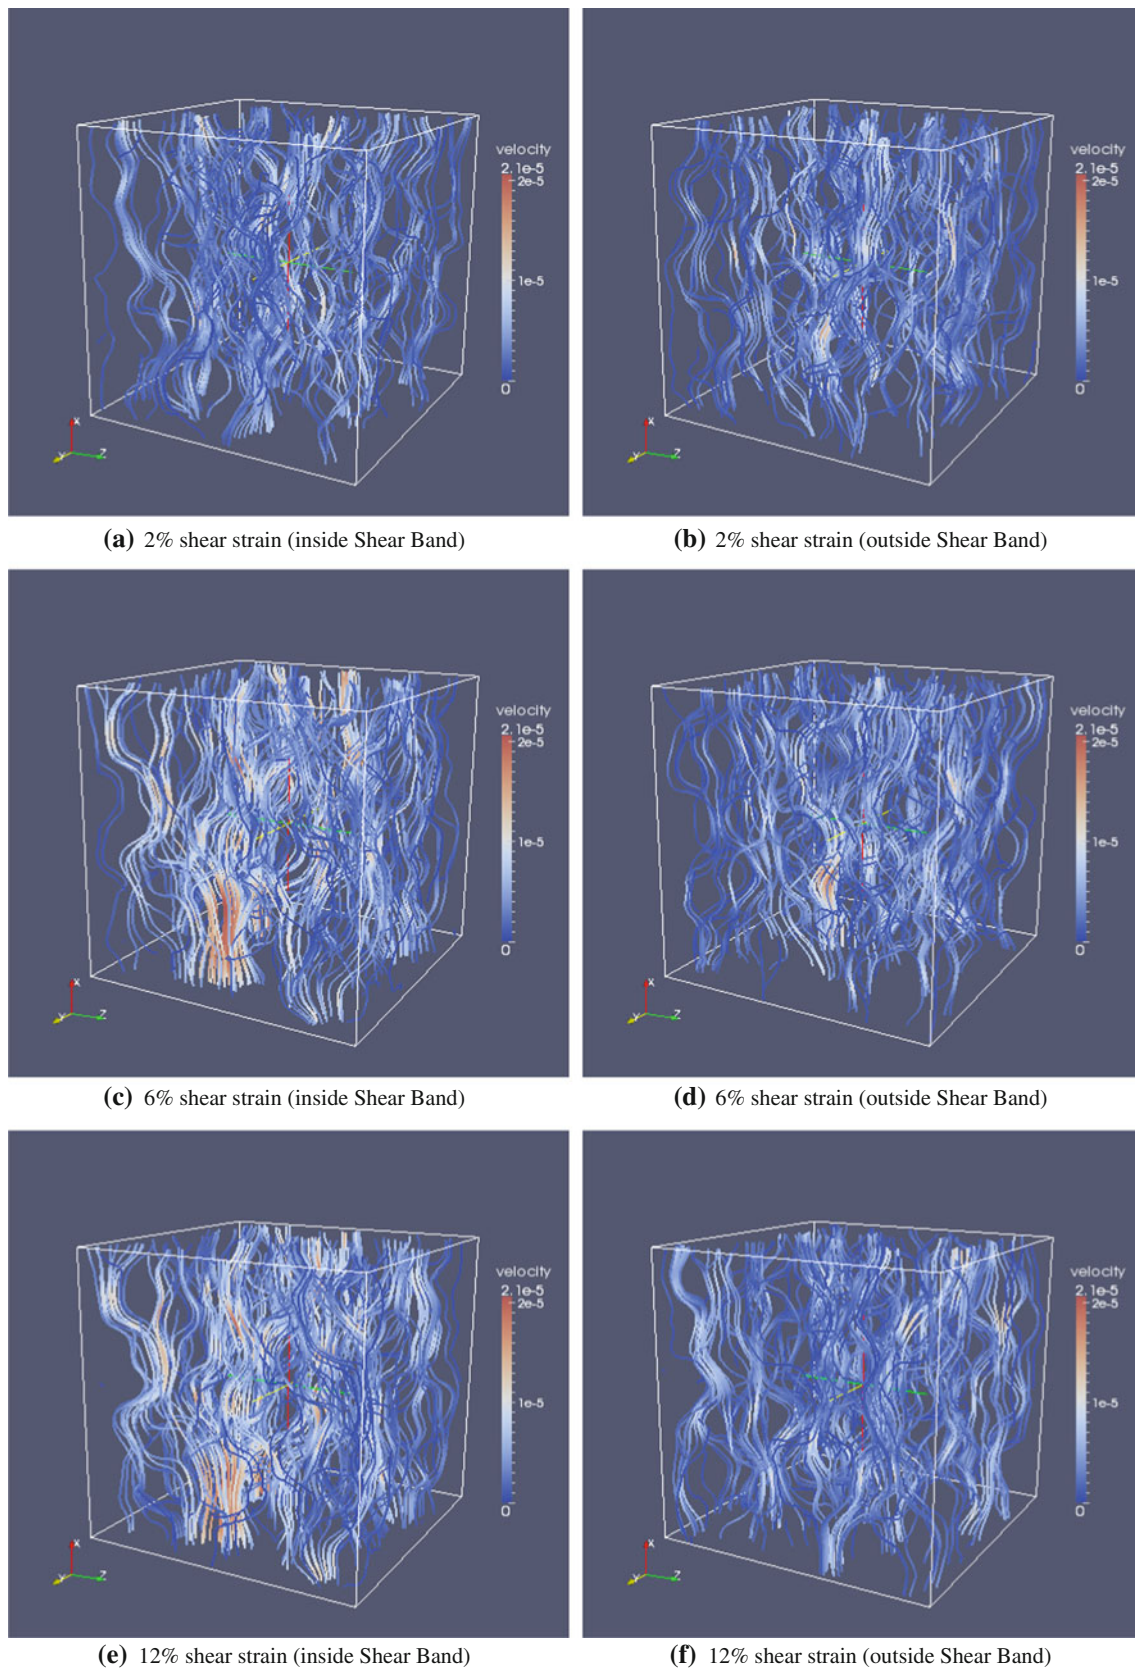 velocity
2.1e-5
2e-5
1e-5
0
X
Y
Z
velocity
2.1e-5
2e-5
1e-5
0
X
Y
Z
(a) 2% shear strain (inside Shear Band)
(b) 2% shear strain (outside Shear Band)
velocity
2.1e-5
2e-5
1e-5
0
X
Y
Z
velocity
2.1e-5
2e-5
1e-5
0
X
Y
Z
(c) 6% shear strain (inside Shear Band)
(d) 6% shear strain (outside Shear Band)
velocity
2.1e-5
2e-5
1e-5
0
X
Y
Z
velocity
2.1e-5
2e-5
1e-5
0
X
Y
Z
(e) 12% shear strain (inside Shear Band)
(f) 12% shear strain (outside Shear Band)